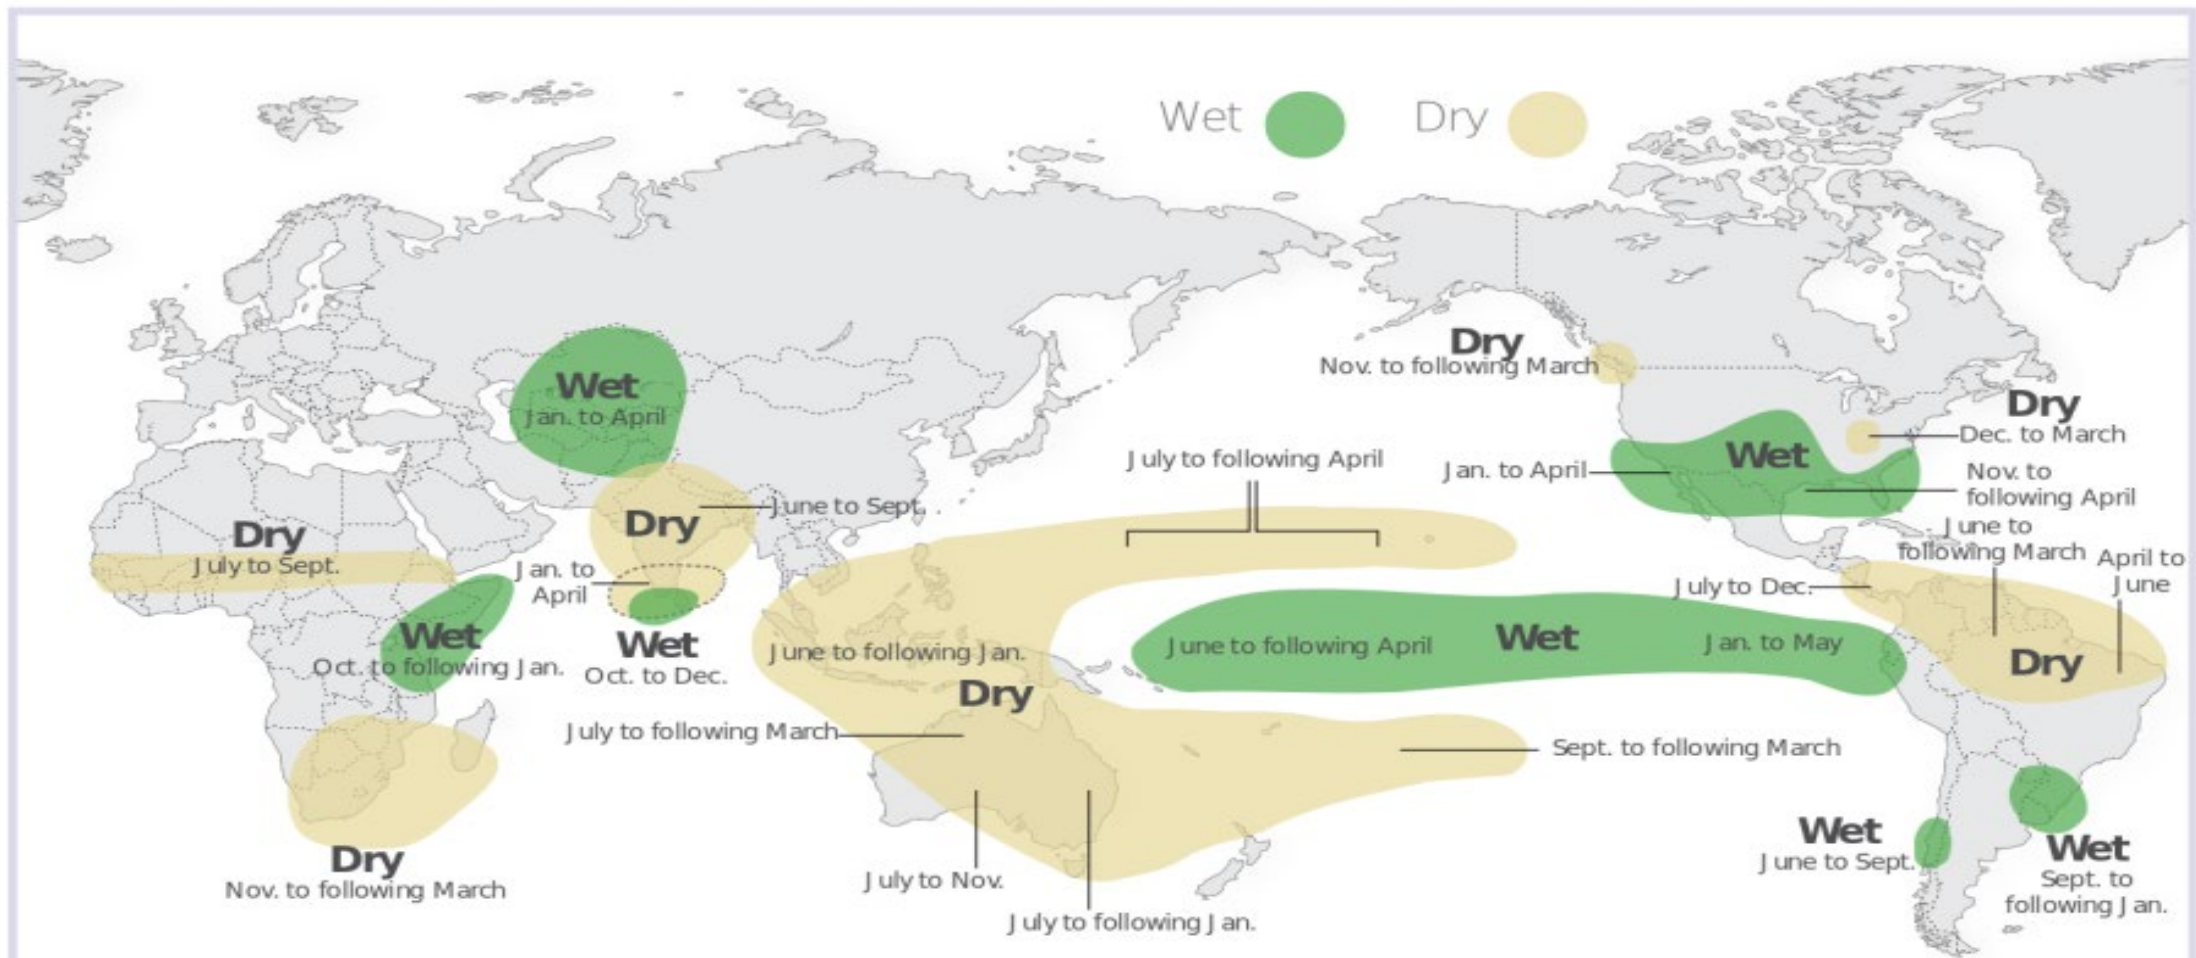 Wet
Dry
Dry
Nov. to following March
Wet
Jan. to April
Dry
Dec. to March
July to following April
Jan. to April
Wet
Nov. to
following April
June to Sept.
Dry
Dry
July to Sept.
Jan. to
April
June to
following March
April to
June
July to Dec.
Wet
Oct. to following Jan.
Wet
Oct. to Dec.
June to following Jan.
Dry
June to following April
Wet
Jan. to May
Dry
July to following March
Sept. to following March
Dry
Nov. to following March
July to Nov.
July to following Jan.
Wet
June to Sept.
Wet
Sept. to
following Jan.